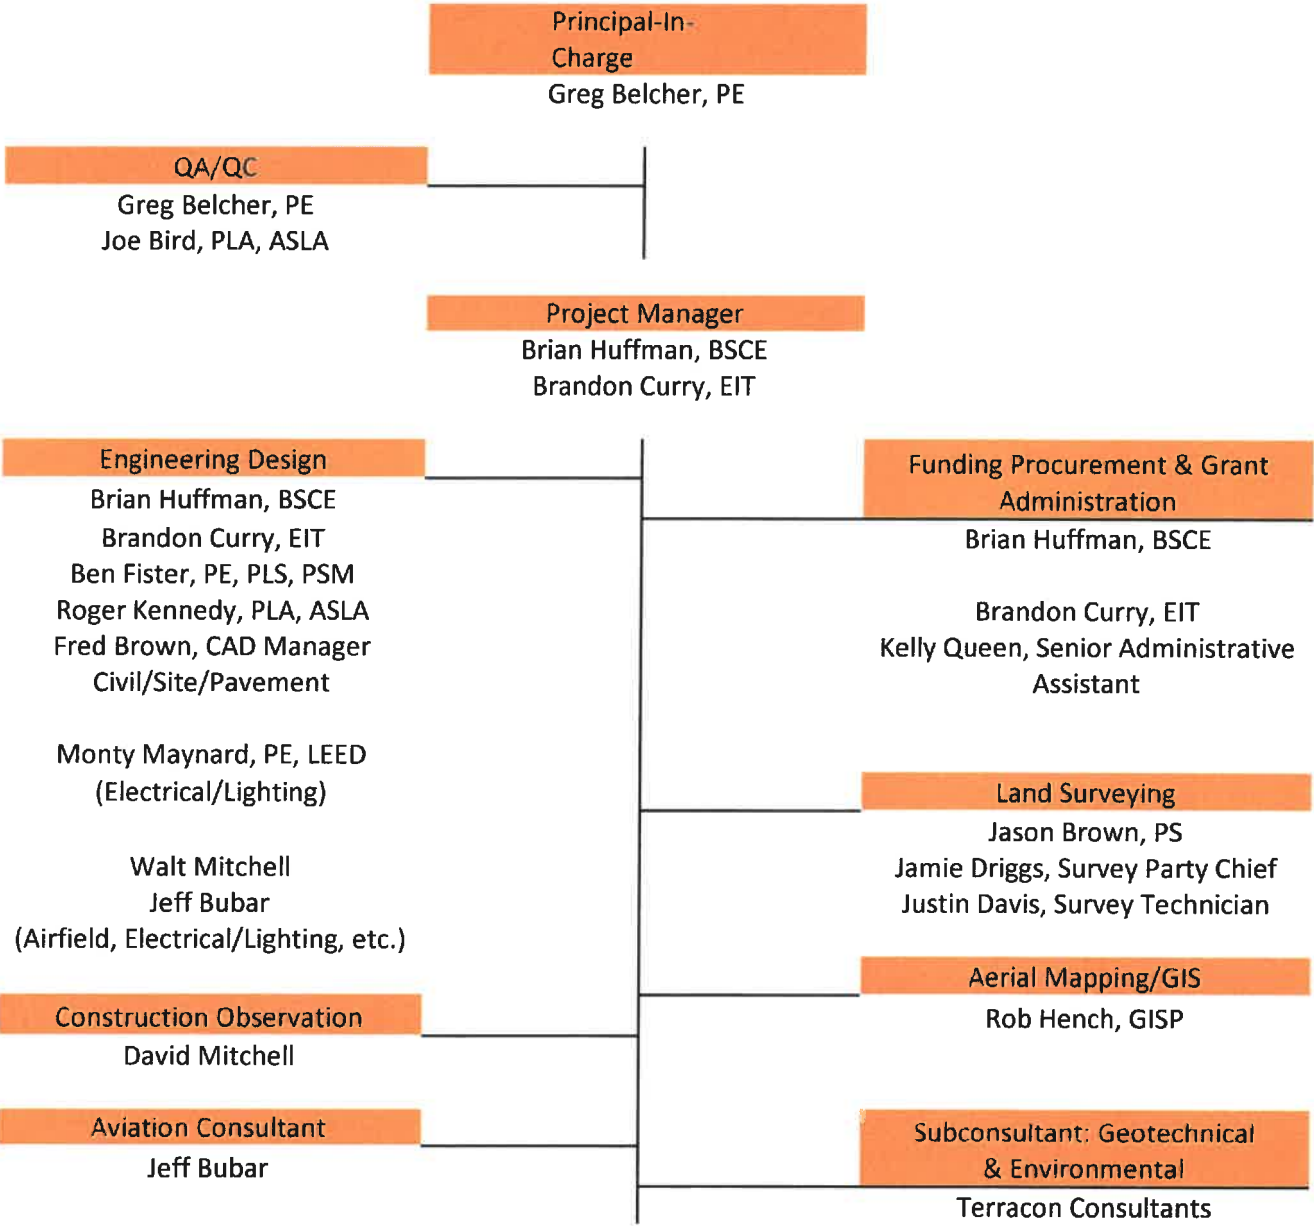 Principal-In-
Charge
Greg Belcher, PE
QA/QC
Greg Belcher, PE
Joe Bird, PLA, ASLA
Project Manager
Brian Huffman, BSCE
Brandon Curry, EIT
Engineering Design
Brian Huffman, BSCE
Brandon Curry, EIT
Ben Fister, PE, PLS, PSM
Roger Kennedy, PLA, ASLA
Fred Brown, CAD Manager
Civil/Site/Pavement
Monty Maynard, PE, LEED
(Electrical/Lighting)
Walt Mitchell
Jeff Bubar
(Airfield, Electrical/Lighting, etc.)
Construction Observation
David Mitchell
Aviation Consultant
Jeff Bubar
Funding Procurement & Grant
Administration
Brian Huffman, BSCE
Brandon Curry, EIT
Kelly Queen, Senior Administrative
Assistant
Land Surveying
Jason Brown, PS
Jamie Driggs, Survey Party Chief
Justin Davis, Survey Technician
Aerial Mapping/GIS
Rob Hench, GISP
Subconsultant: Geotechnical
& Environmental
Terracon Consultants